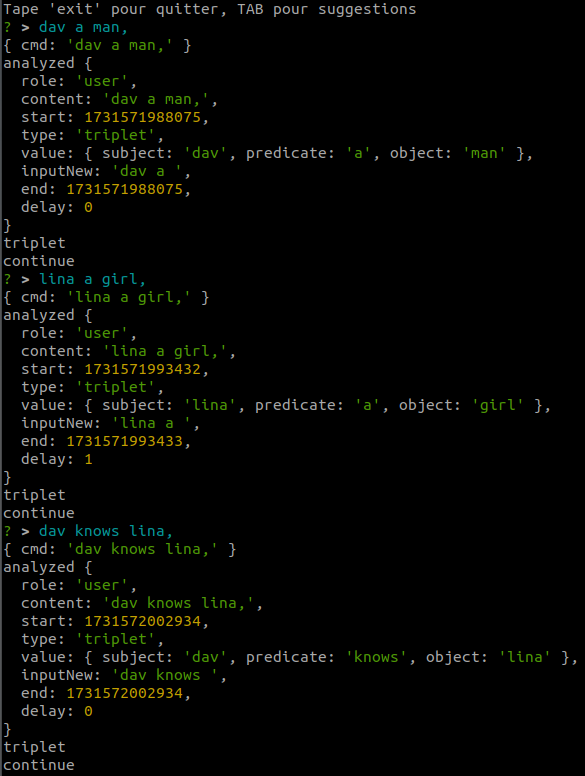 Tape 'exit' pour quitter, TAB pour suggestions
? > dav a man,
{ cmd: 'dav a man,' }
analyzed {
  role: 'user',
  content: 'dav a man,',
  start: 1731571988075,
  type: 'triplet',
  value: { subject: 'dav', predicate: 'a', object: 'man' },
  inputNew: 'dav a ',
  end: 1731571988075,
  delay: 0
}
triplet
continue
? > lina a girl,
{ cmd: 'lina a girl,' }
analyzed {
  role: 'user',
  content: 'lina a girl,',
  start: 1731571993432,
  type: 'triplet',
  value: { subject: 'lina', predicate: 'a', object: 'girl' },
  inputNew: 'lina a ',
  end: 1731571993433,
  delay: 1
}
triplet
continue
? > dav knows lina,
{ cmd: 'dav knows lina,' }
analyzed {
  role: 'user',
  content: 'dav knows lina,',
  start: 1731572002934,
  type: 'triplet',
  value: { subject: 'dav', predicate: 'knows', object: 'lina' },
  inputNew: 'dav knows ',
  end: 1731572002934,
  delay: 0
}
triplet
continue